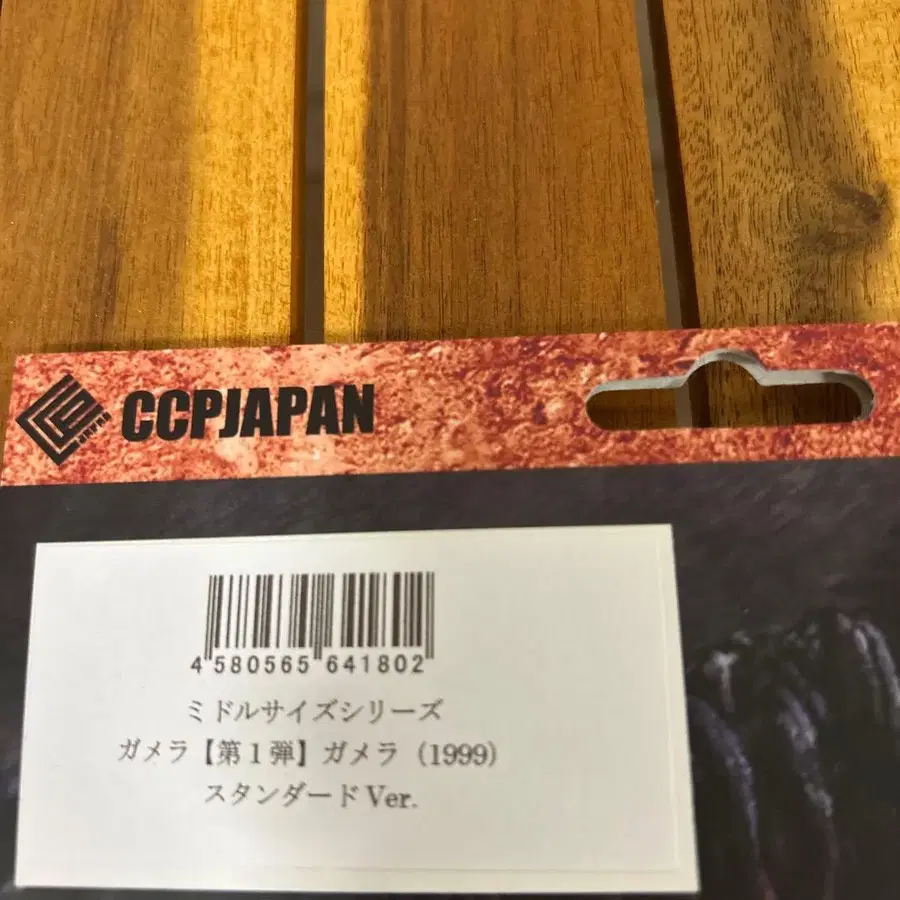 CCPJAPAN
4 580565 641802
ミドルサイズシリーズ
ガメラ【第1弾】ガメラ（1999）
スタンダードVer.